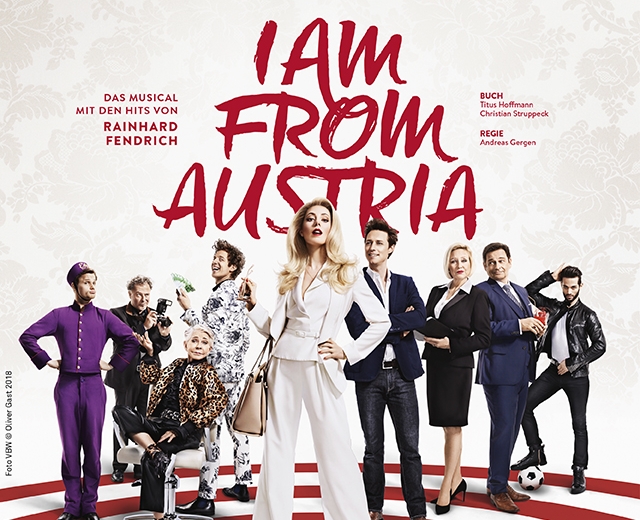 I AM
FROM
AUSTRIA
DAS MUSICAL
MIT DEN HITS VON
RAINHARD
FENDRICH
BUCH
Titus Hoffmann
Christian Struppeck
REGIE
Andreas Gergen
Foto VBW © Oliver Gast 2018